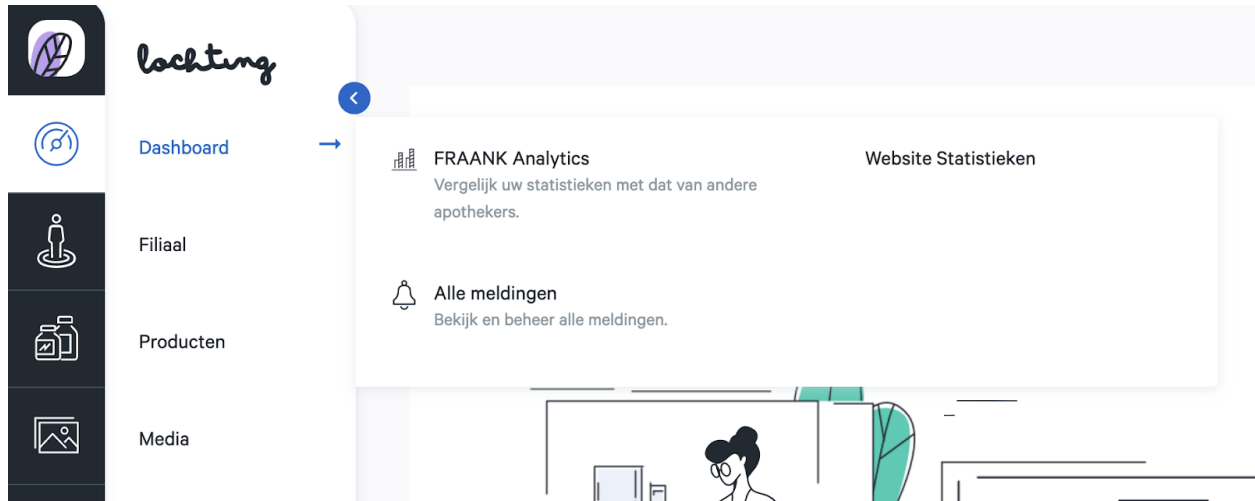 lochting
Dashboard
Filiaal
Producten
Media
FRAANK Analytics
Vergelijk uw statistieken met dat van andere
apothekers.
Website Statistieken
Alle meldingen
Bekijk en beheer alle meldingen.